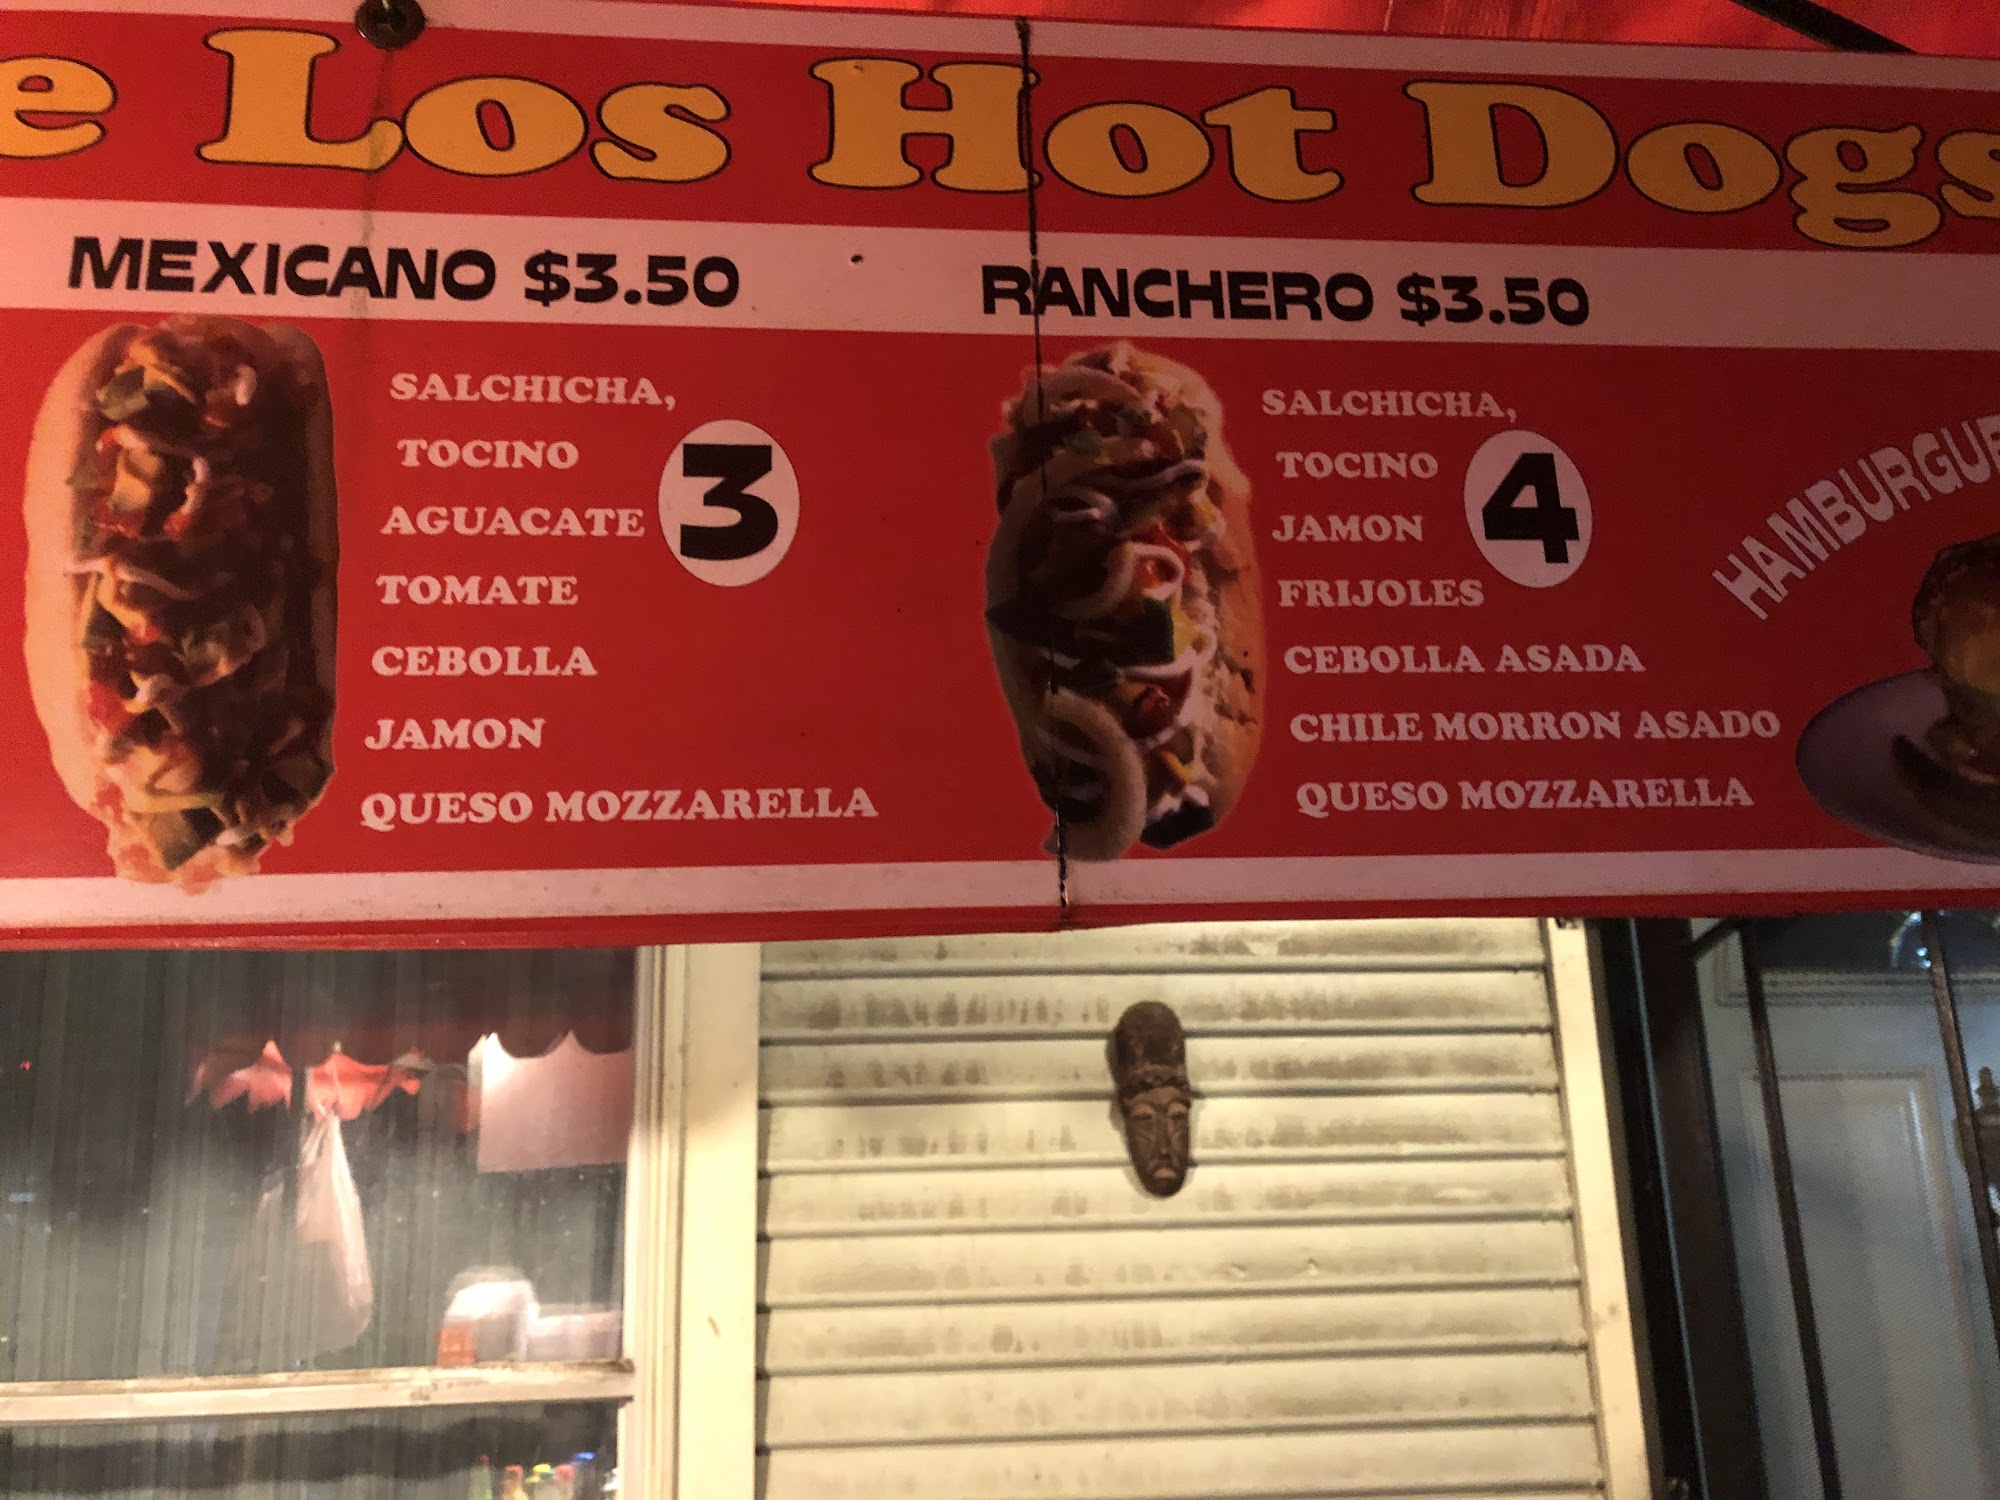 e Los Hot Dogs
MEXICANO $3.50
SALCHICHA,
TOCINO
AGUACATE
TOMATE
CEBOLLA
JAMON
QUESO MOZZARELLA
3
RANCHERO $3.50
SALCHICHA,
TOCINO
JAMON
FRIJOLES
CEBOLLA ASADA
CHILE MORRON ASADO
QUESO MOZZARELLA
4
HAMBURGUE